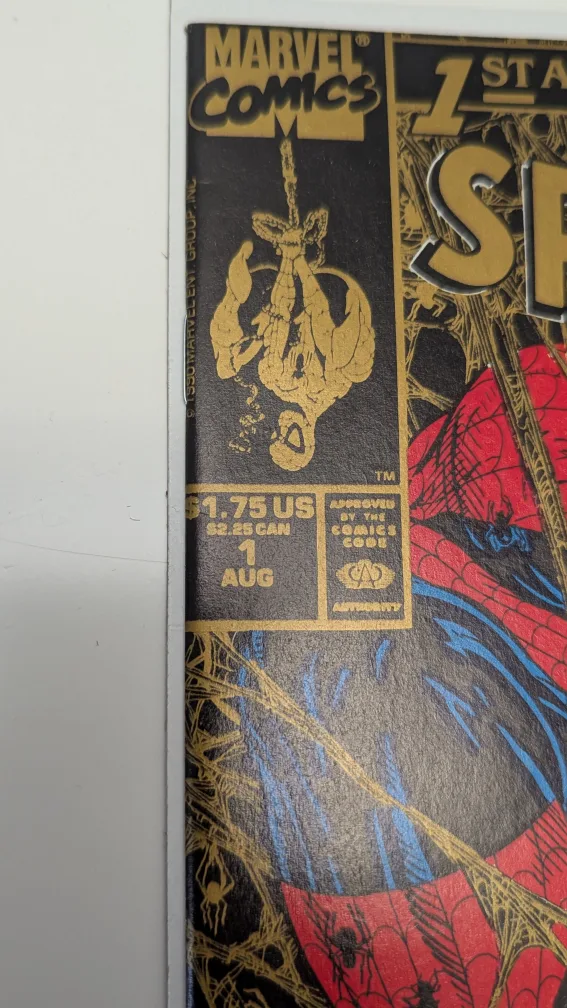 MARVEL®
COMICS
1ST A
SP
© 1990 MARVEL ENT. GROUP, INC
TM
$1.75 US
$2.25 CAN
1
AUG
APPROVED
BY THE
COMICS
CODE
CCA
AUTHORITY